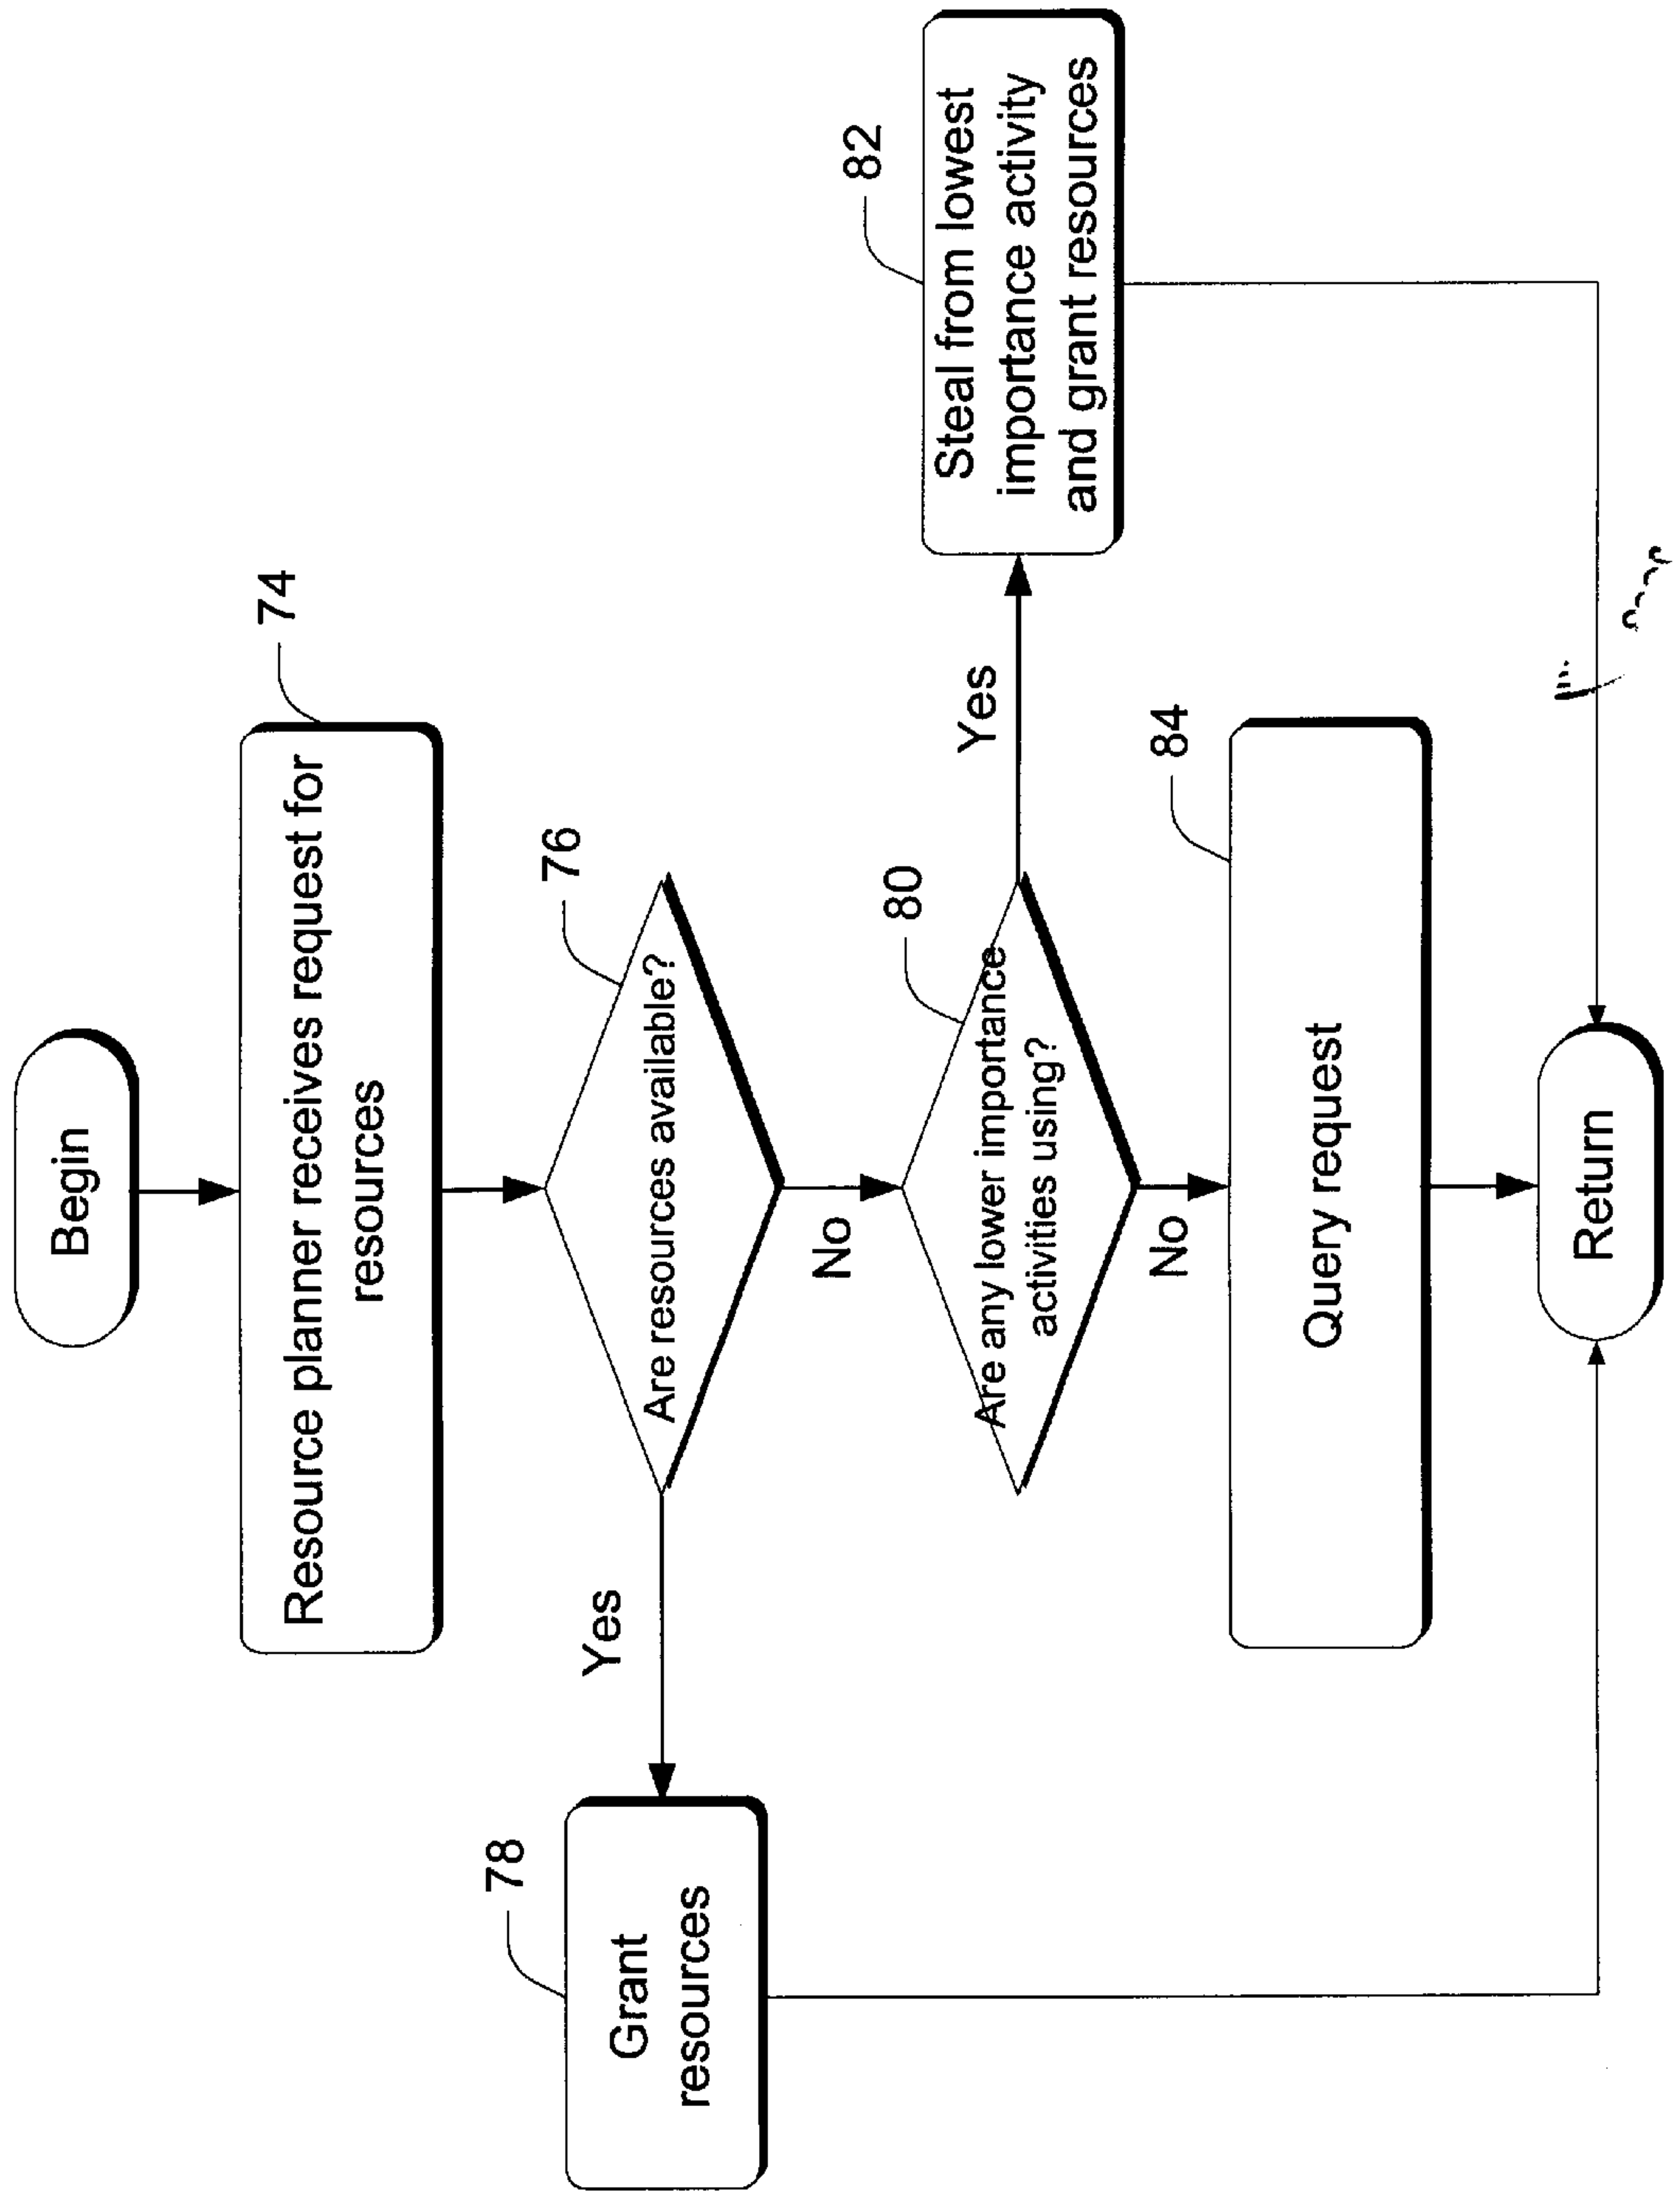 Begin
74
Resource planner receives request for
resources
76
Are resources available?
Yes
No
78
Grant
resources
80
Are any lower importance
activities using?
Yes
No
82
Steal from lowest
importance activity
and grant resources
84
Query request
Return